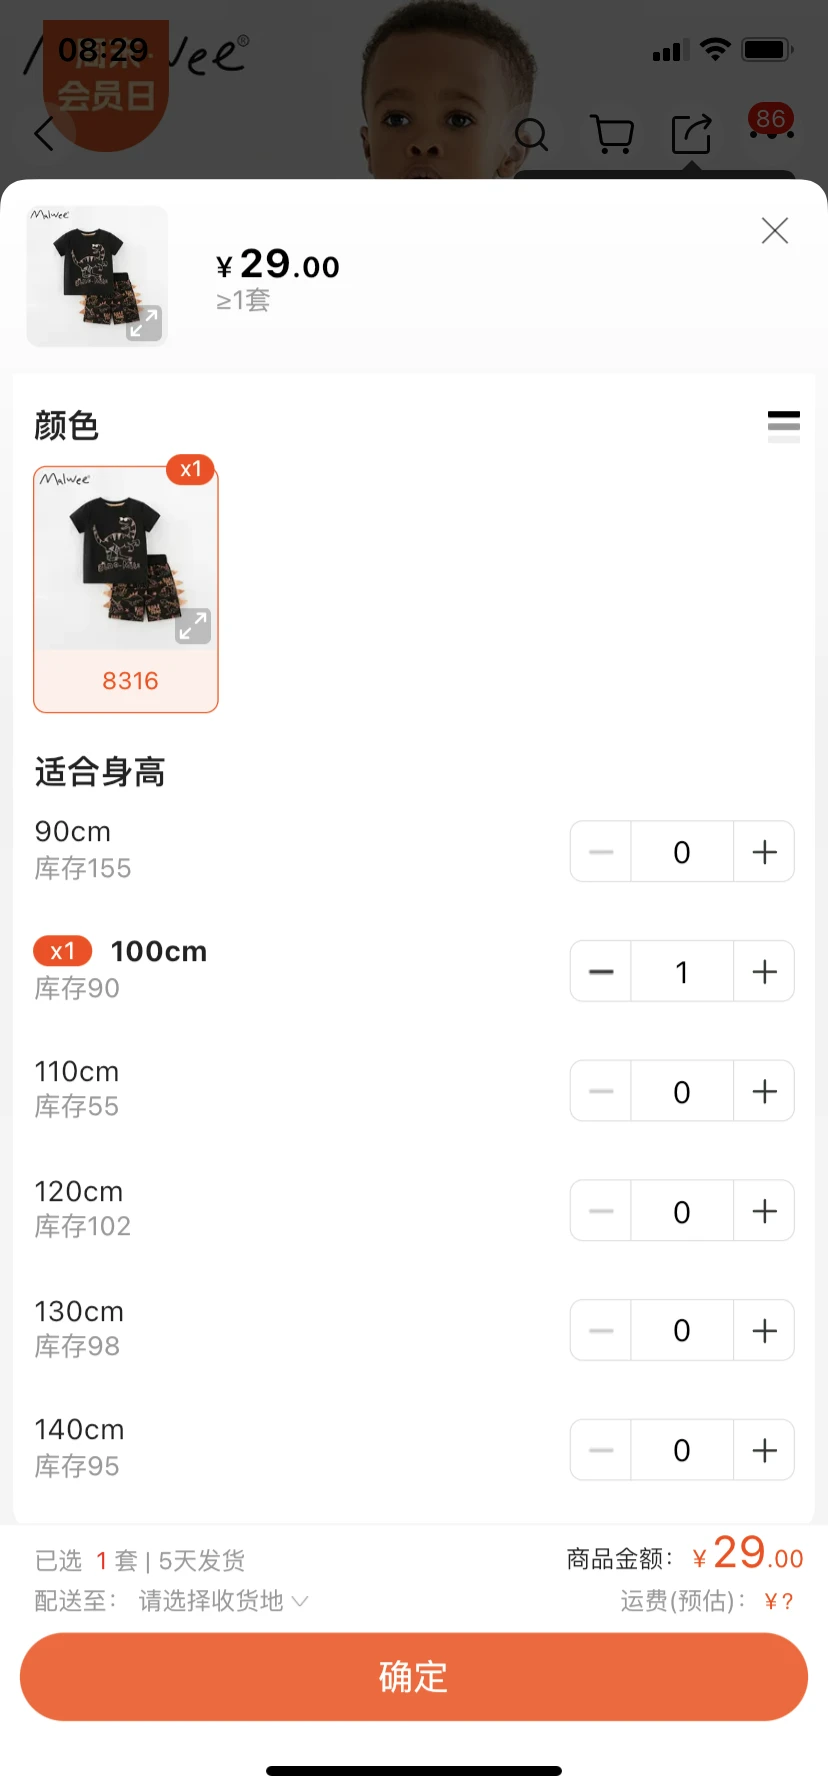 08:29
会员日
86
Malwee
¥29.00
≥1套
颜色
x1
Malwee
8316
适合身高
90cm
库存155
0
x1 100cm
库存90
1
110cm
库存55
0
120cm
库存102
0
130cm
库存98
0
140cm
库存95
0
已选 1 套 | 5天发货
商品金额: ¥29.00
配送至: 请选择收货地
运费(预估): ¥?
确定